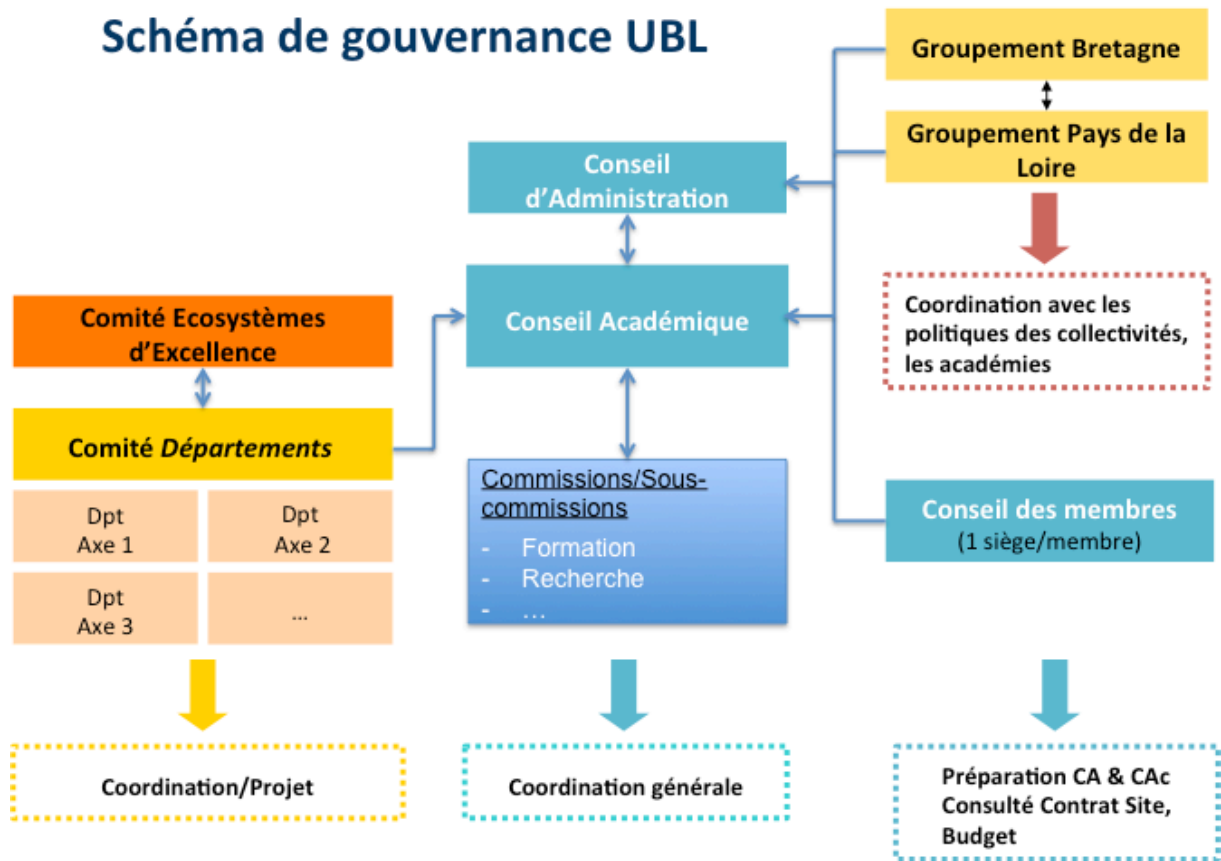 Schéma de gouvernance UBL
Groupement Bretagne
Groupement Pays de la
Loire
Conseil
d'Administration
Conseil Académique
Coordination avec les
politiques des collectivités,
les académies
Comité Ecosystèmes
d'Excellence
Comité Départements
Dpt
Axe 1
Dpt
Axe 2
Dpt
Axe 3
...
Commissions/Sous-
commissions
- Formation
- Recherche
- ...
Conseil des membres
(1 siège/membre)
Coordination/Projet
Coordination générale
Préparation CA & CAc
Consulté Contrat Site,
Budget